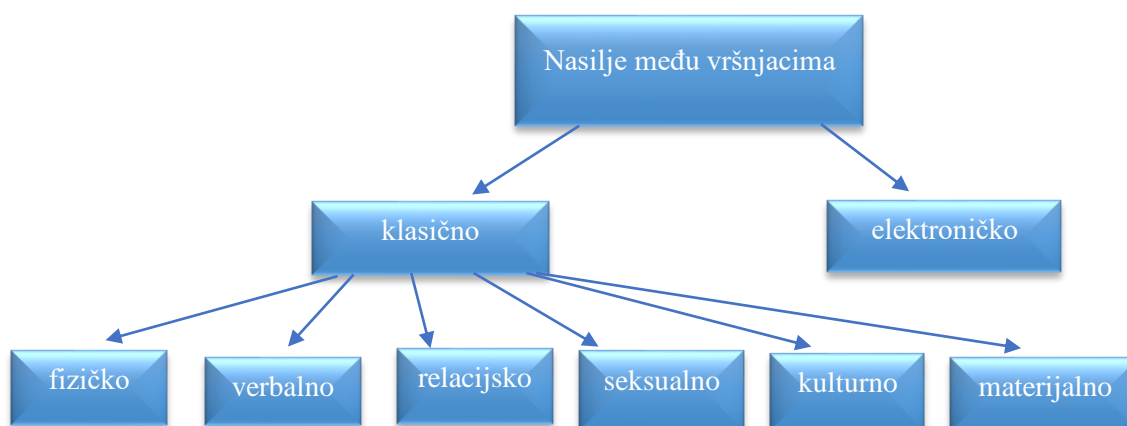 Nasilje među vršnjacima
klasično
elektroničko
fizičko
verbalno
relacijsko
seksualno
kulturno
materijalno